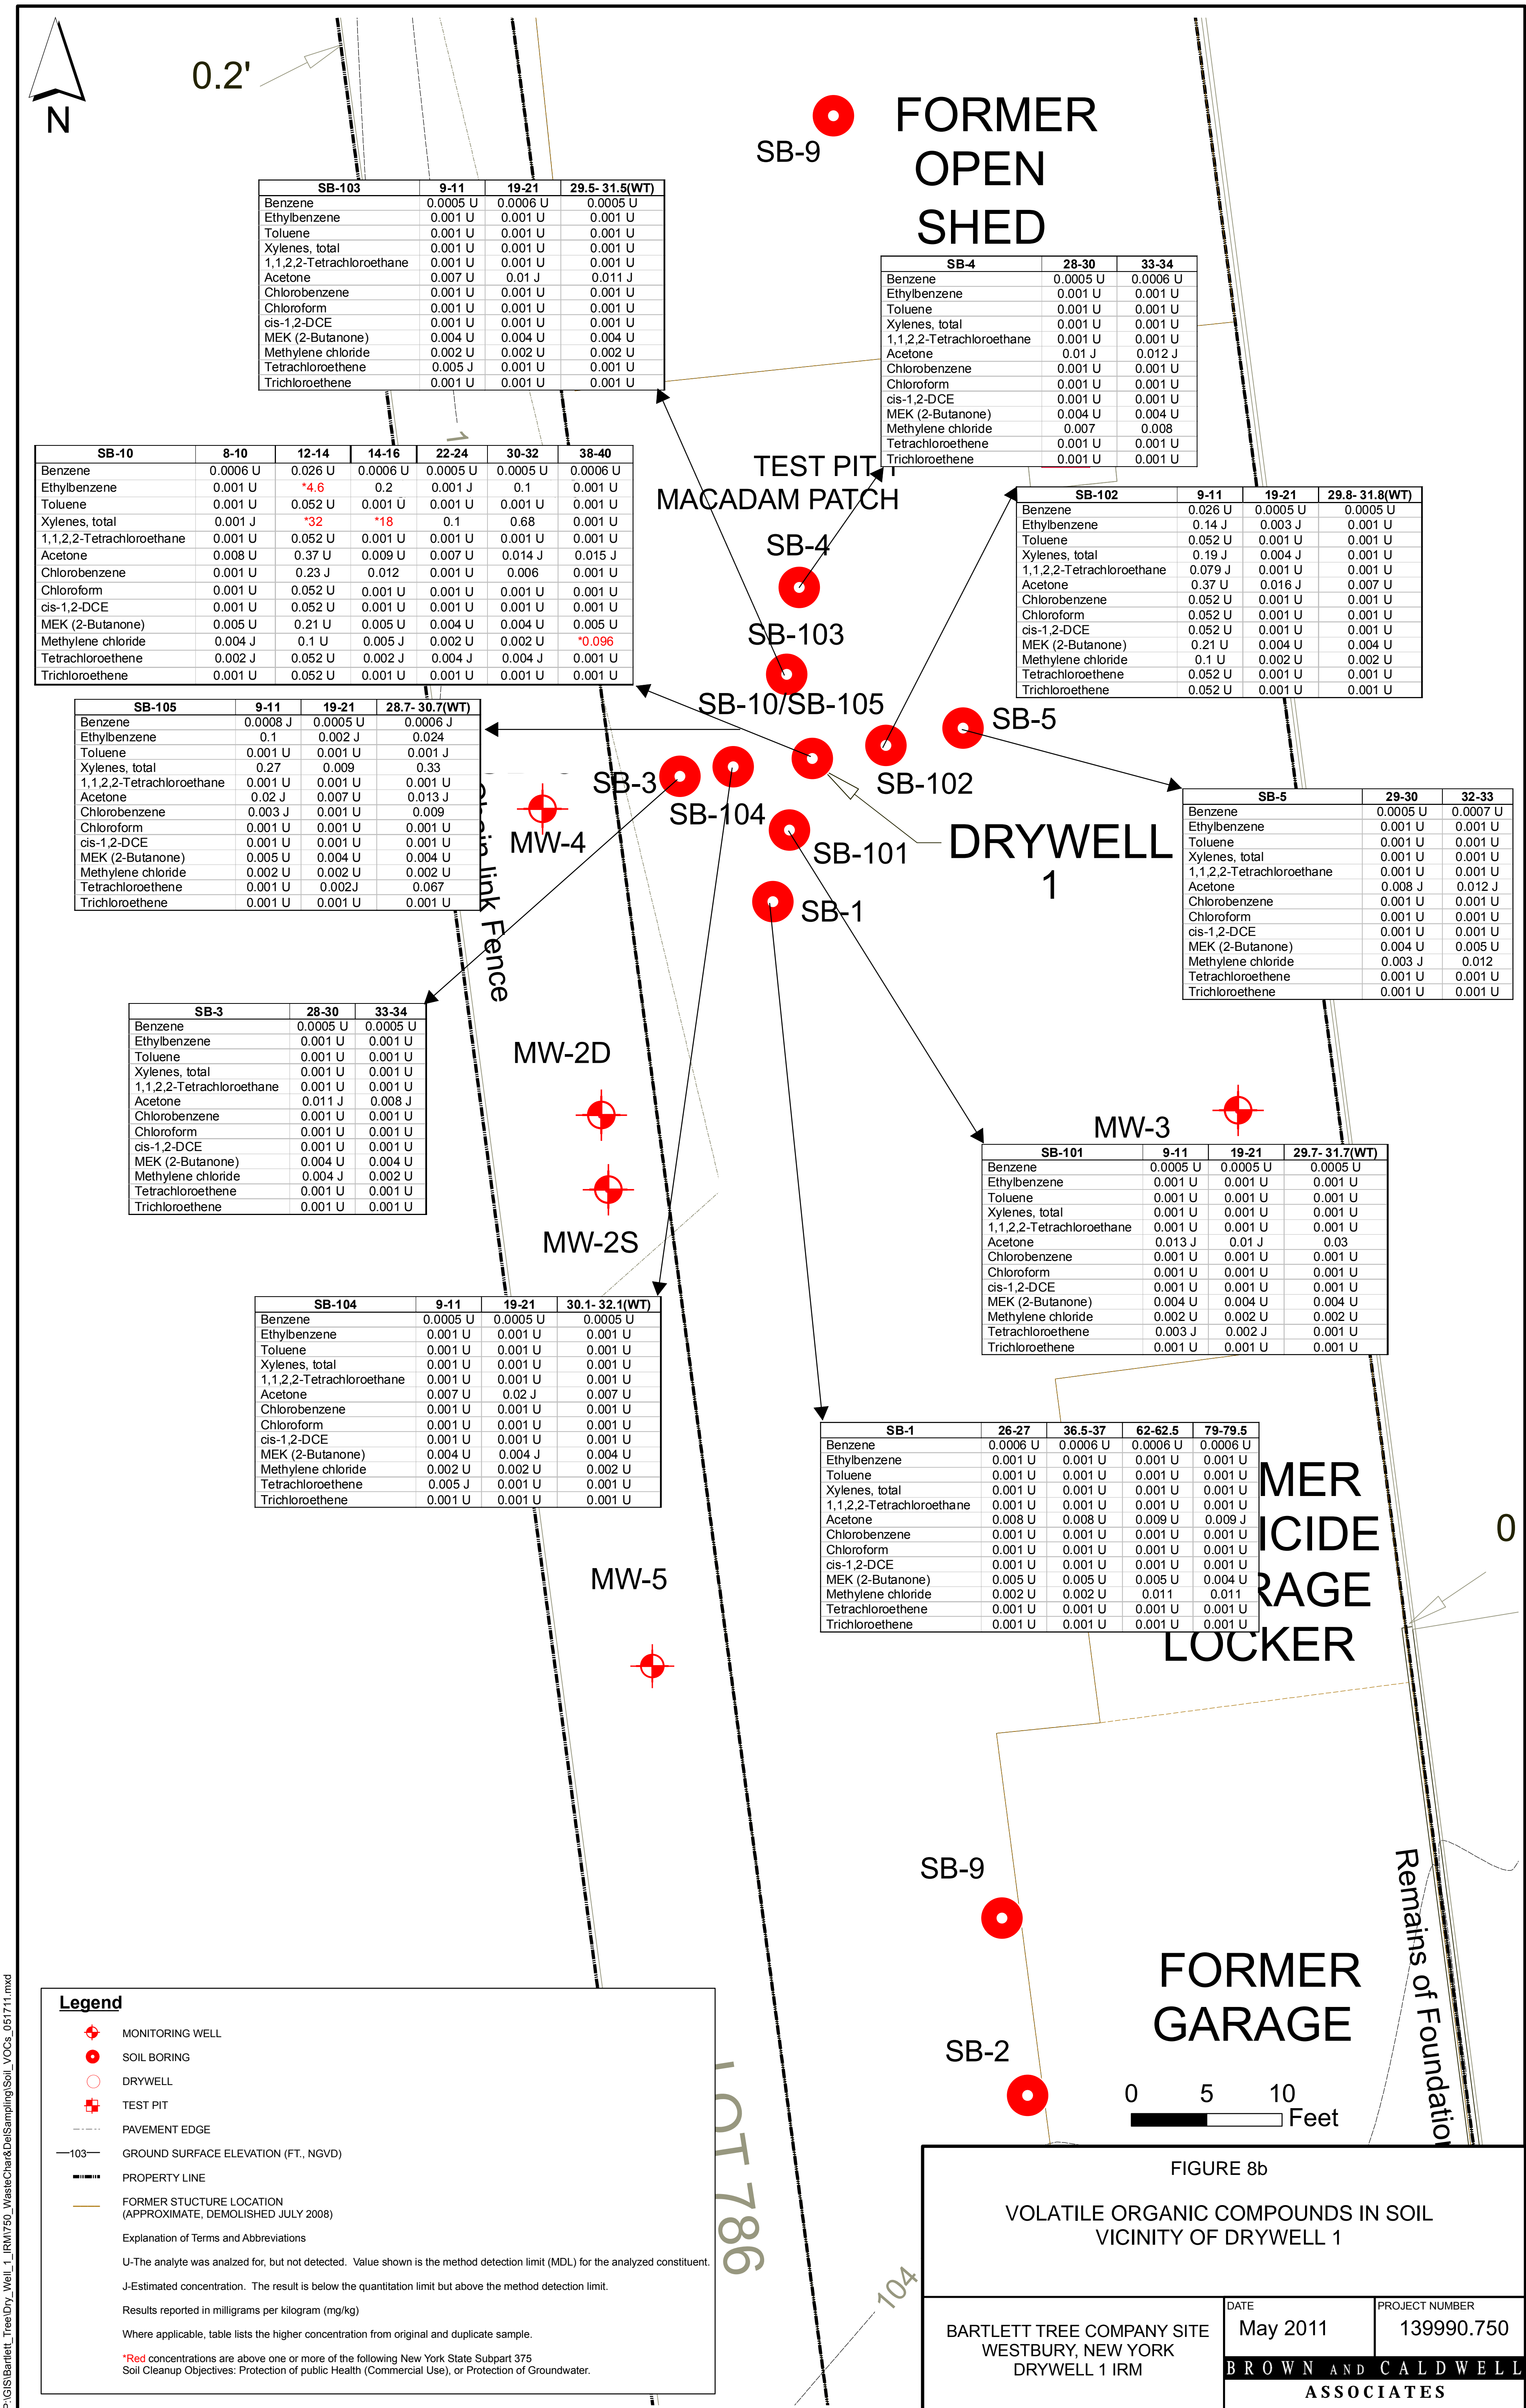 N
0.2'
SB-9
FORMER
OPEN
SHED
SB-103 9-11 19-21 29.5- 31.5(WT)
Benzene 0.0005 U 0.0006 U 0.0005 U
Ethylbenzene 0.001 U 0.001 U 0.001 U
Toluene 0.001 U 0.001 U 0.001 U
Xylenes, total 0.001 U 0.001 U 0.001 U
1,1,2,2-Tetrachloroethane 0.001 U 0.001 U 0.001 U
Acetone 0.007 U 0.01 J 0.011 J
Chlorobenzene 0.001 U 0.001 U 0.001 U
Chloroform 0.001 U 0.001 U 0.001 U
cis-1,2-DCE 0.001 U 0.001 U 0.001 U
MEK (2-Butanone) 0.004 U 0.004 U 0.004 U
Methylene chloride 0.002 U 0.002 U 0.002 U
Tetrachloroethene 0.005 J 0.001 U 0.001 U
Trichloroethene 0.001 U 0.001 U 0.001 U
SB-4 28-30 33-34
Benzene 0.0005 U 0.0006 U
Ethylbenzene 0.001 U 0.001 U
Toluene 0.001 U 0.001 U
Xylenes, total 0.001 U 0.001 U
1,1,2,2-Tetrachloroethane 0.001 U 0.001 U
Acetone 0.01 J 0.012 J
Chlorobenzene 0.001 U 0.001 U
Chloroform 0.001 U 0.001 U
cis-1,2-DCE 0.001 U 0.001 U
MEK (2-Butanone) 0.004 U 0.004 U
Methylene chloride 0.007 0.008
Tetrachloroethene 0.001 U 0.001 U
Trichloroethene 0.001 U 0.001 U
SB-10 8-10 12-14 14-16 22-24 30-32 38-40
Benzene 0.0006 U 0.026 U 0.0006 U 0.0005 U 0.0005 U 0.0006 U
Ethylbenzene 0.001 U *4.6 0.2 0.001 J 0.1 0.001 U
Toluene 0.001 U 0.052 U 0.001 U 0.001 U 0.001 U 0.001 U
Xylenes, total 0.001 J *32 *18 0.1 0.68 0.001 U
1,1,2,2-Tetrachloroethane 0.001 U 0.052 U 0.001 U 0.001 U 0.001 U 0.001 U
Acetone 0.008 U 0.37 U 0.009 U 0.007 U 0.014 J 0.015 J
Chlorobenzene 0.001 U 0.23 J 0.012 0.001 U 0.006 0.001 U
Chloroform 0.001 U 0.052 U 0.001 U 0.001 U 0.001 U 0.001 U
cis-1,2-DCE 0.001 U 0.052 U 0.001 U 0.001 U 0.001 U 0.001 U
MEK (2-Butanone) 0.005 U 0.21 U 0.005 U 0.004 U 0.004 U 0.005 U
Methylene chloride 0.004 J 0.1 U 0.005 J 0.002 U 0.002 U *0.096
Tetrachloroethene 0.002 J 0.052 U 0.002 J 0.004 J 0.004 J 0.001 U
Trichloroethene 0.001 U 0.052 U 0.001 U 0.001 U 0.001 U 0.001 U
1
TEST PIT 1
MACADAM PATCH
SB-102 9-11 19-21 29.8- 31.8(WT)
Benzene 0.026 U 0.0005 U 0.0005 U
Ethylbenzene 0.14 J 0.003 J 0.001 U
Toluene 0.052 U 0.001 U 0.001 U
Xylenes, total 0.19 J 0.004 J 0.001 U
1,1,2,2-Tetrachloroethane 0.079 J 0.001 U 0.001 U
Acetone 0.37 U 0.016 J 0.007 U
Chlorobenzene 0.052 U 0.001 U 0.001 U
Chloroform 0.052 U 0.001 U 0.001 U
cis-1,2-DCE 0.052 U 0.001 U 0.001 U
MEK (2-Butanone) 0.21 U 0.004 U 0.004 U
Methylene chloride 0.1 U 0.002 U 0.002 U
Tetrachloroethene 0.052 U 0.001 U 0.001 U
Trichloroethene 0.052 U 0.001 U 0.001 U
SB-4
SB-103
SB-10/SB-105
SB-5
SB-102
SB-3
SB-104
SB-101
SB-1
DRYWELL
1
MW-4
Chain link Fence
SB-105 9-11 19-21 28.7- 30.7(WT)
Benzene 0.0008 J 0.0005 U 0.0006 J
Ethylbenzene 0.1 0.002 J 0.024
Toluene 0.001 U 0.001 U 0.001 J
Xylenes, total 0.27 0.009 0.33
1,1,2,2-Tetrachloroethane 0.001 U 0.001 U 0.001 U
Acetone 0.02 J 0.007 U 0.013 J
Chlorobenzene 0.003 J 0.001 U 0.009
Chloroform 0.001 U 0.001 U 0.001 U
cis-1,2-DCE 0.001 U 0.001 U 0.001 U
MEK (2-Butanone) 0.005 U 0.004 U 0.004 U
Methylene chloride 0.002 U 0.002 U 0.002 U
Tetrachloroethene 0.001 U 0.002J 0.067
Trichloroethene 0.001 U 0.001 U 0.001 U
SB-5 29-30 32-33
Benzene 0.0005 U 0.0007 U
Ethylbenzene 0.001 U 0.001 U
Toluene 0.001 U 0.001 U
Xylenes, total 0.001 U 0.001 U
1,1,2,2-Tetrachloroethane 0.001 U 0.001 U
Acetone 0.008 J 0.012 J
Chlorobenzene 0.001 U 0.001 U
Chloroform 0.001 U 0.001 U
cis-1,2-DCE 0.001 U 0.001 U
MEK (2-Butanone) 0.004 U 0.005 U
Methylene chloride 0.003 J 0.012
Tetrachloroethene 0.001 U 0.001 U
Trichloroethene 0.001 U 0.001 U
SB-3 28-30 33-34
Benzene 0.0005 U 0.0005 U
Ethylbenzene 0.001 U 0.001 U
Toluene 0.001 U 0.001 U
Xylenes, total 0.001 U 0.001 U
1,1,2,2-Tetrachloroethane 0.001 U 0.001 U
Acetone 0.011 J 0.008 J
Chlorobenzene 0.001 U 0.001 U
Chloroform 0.001 U 0.001 U
cis-1,2-DCE 0.001 U 0.001 U
MEK (2-Butanone) 0.004 U 0.004 U
Methylene chloride 0.004 J 0.002 U
Tetrachloroethene 0.001 U 0.001 U
Trichloroethene 0.001 U 0.001 U
MW-2D
MW-2S
MW-3
SB-101 9-11 19-21 29.7- 31.7(WT)
Benzene 0.0005 U 0.0005 U 0.0005 U
Ethylbenzene 0.001 U 0.001 U 0.001 U
Toluene 0.001 U 0.001 U 0.001 U
Xylenes, total 0.001 U 0.001 U 0.001 U
1,1,2,2-Tetrachloroethane 0.001 U 0.001 U 0.001 U
Acetone 0.013 J 0.01 J 0.03
Chlorobenzene 0.001 U 0.001 U 0.001 U
Chloroform 0.001 U 0.001 U 0.001 U
cis-1,2-DCE 0.001 U 0.001 U 0.001 U
MEK (2-Butanone) 0.004 U 0.004 U 0.004 U
Methylene chloride 0.002 U 0.002 U 0.002 U
Tetrachloroethene 0.003 J 0.002 J 0.001 U
Trichloroethene 0.001 U 0.001 U 0.001 U
SB-104 9-11 19-21 30.1- 32.1(WT)
Benzene 0.0005 U 0.0005 U 0.0005 U
Ethylbenzene 0.001 U 0.001 U 0.001 U
Toluene 0.001 U 0.001 U 0.001 U
Xylenes, total 0.001 U 0.001 U 0.001 U
1,1,2,2-Tetrachloroethane 0.001 U 0.001 U 0.001 U
Acetone 0.007 U 0.02 J 0.007 U
Chlorobenzene 0.001 U 0.001 U 0.001 U
Chloroform 0.001 U 0.001 U 0.001 U
cis-1,2-DCE 0.001 U 0.001 U 0.001 U
MEK (2-Butanone) 0.004 U 0.004 J 0.004 U
Methylene chloride 0.002 U 0.002 U 0.002 U
Tetrachloroethene 0.005 J 0.001 U 0.001 U
Trichloroethene 0.001 U 0.001 U 0.001 U
SB-1 26-27 36.5-37 62-62.5 79-79.5
Benzene 0.0006 U 0.0006 U 0.0006 U 0.0006 U
Ethylbenzene 0.001 U 0.001 U 0.001 U 0.001 U
Toluene 0.001 U 0.001 U 0.001 U 0.001 U
Xylenes, total 0.001 U 0.001 U 0.001 U 0.001 U
1,1,2,2-Tetrachloroethane 0.001 U 0.001 U 0.001 U 0.001 U
Acetone 0.008 U 0.008 U 0.009 U 0.009 J
Chlorobenzene 0.001 U 0.001 U 0.001 U 0.001 U
Chloroform 0.001 U 0.001 U 0.001 U 0.001 U
cis-1,2-DCE 0.001 U 0.001 U 0.001 U 0.001 U
MEK (2-Butanone) 0.005 U 0.005 U 0.005 U 0.004 U
Methylene chloride 0.002 U 0.002 U 0.011 0.011
Tetrachloroethene 0.001 U 0.001 U 0.001 U 0.001 U
Trichloroethene 0.001 U 0.001 U 0.001 U 0.001 U
MER
ICIDE
RAGE
LOCKER
0
MW-5
SB-9
FORMER
GARAGE
SB-2
Remains of Foundation
0 5 10
Feet
LOT 786
104
Legend
MONITORING WELL
SOIL BORING
DRYWELL
TEST PIT
PAVEMENT EDGE
103 GROUND SURFACE ELEVATION (FT., NGVD)
PROPERTY LINE
FORMER STUCTURE LOCATION
(APPROXIMATE, DEMOLISHED JULY 2008)
Explanation of Terms and Abbreviations
U-The analyte was analzed for, but not detected. Value shown is the method detection limit (MDL) for the analyzed constituent.
J-Estimated concentration. The result is below the quantitation limit but above the method detection limit.
Results reported in milligrams per kilogram (mg/kg)
Where applicable, table lists the higher concentration from original and duplicate sample.
*Red concentrations are above one or more of the following New York State Subpart 375
Soil Cleanup Objectives: Protection of public Health (Commercial Use), or Protection of Groundwater.
P:\GIS\Bartlett_Tree\Dry_Well_1_IRM\750_WasteChar&DelSampling\Soil_VOCs_051711.mxd
FIGURE 8b
VOLATILE ORGANIC COMPOUNDS IN SOIL
VICINITY OF DRYWELL 1
BARTLETT TREE COMPANY SITE
WESTBURY, NEW YORK
DRYWELL 1 IRM
DATE
May 2011
PROJECT NUMBER
139990.750
BROWN AND CALDWELL
ASSOCIATES